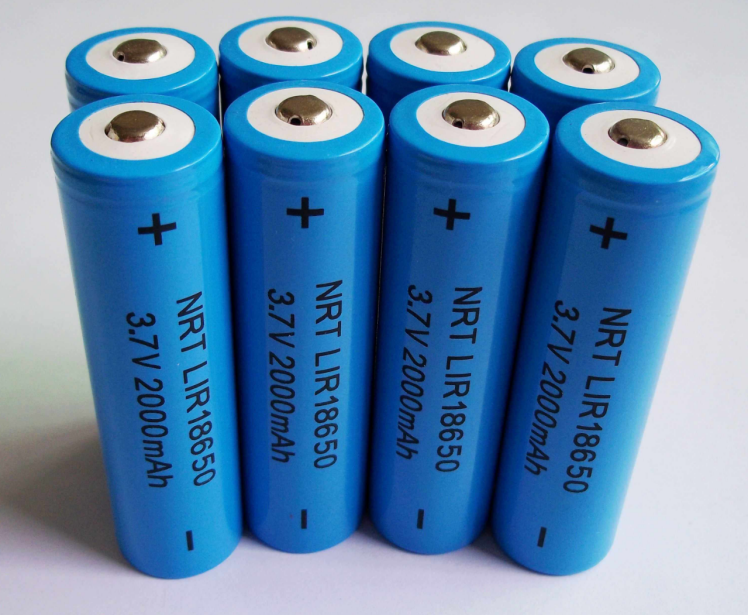 +
NRT LIR18650
3.7V 2000mAh
-
+
NRT LIR18650
3.7V 2000mAh
-
+
NRT LIR18650
3.7V 2000mAh
-
+
NRT LIR18650
3.7V 2000mAh
-